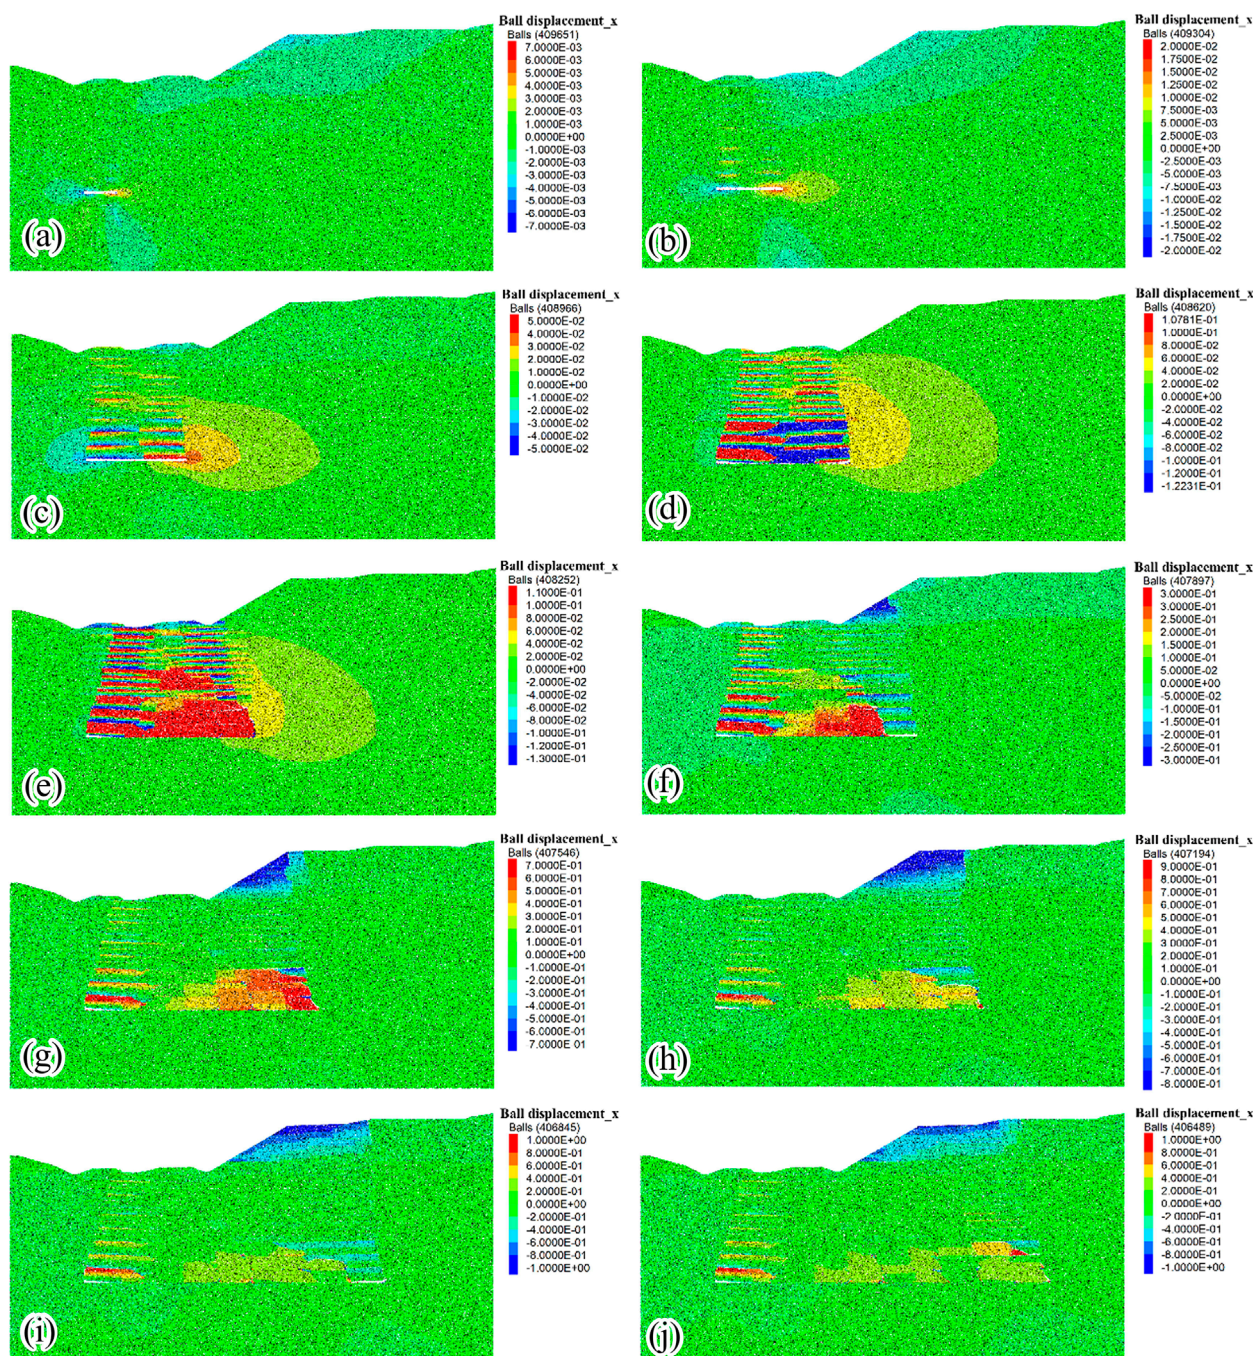 Ball displacement_x
Balls (409651)
7.0000E-03
6.0000E-03
5.0000E-03
4.0000E-03
3.0000E-03
2.0000E-03
1.0000E-03
0.0000E+00
-1.0000E-03
-2.0000E-03
-3.0000E-03
-4.0000E-03
-5.0000E-03
-6.0000E-03
-7.0000E-03
(a)
Ball displacement_x
Balls (409304)
2.0000E-02
1.7500E-02
1.5000E-02
1.2500E-02
1.0000E-02
7.5000E-03
5.0000E-03
2.5000E-03
0.0000E+00
-2.5000E-03
-5.0000E-03
-7.5000E-03
-1.0000E-02
-1.2500E-02
-1.5000E-02
-1.7500E-02
-2.0000E-02
(b)
Ball displacement_x
Balls (408966)
5.0000E-02
4.0000E-02
3.0000E-02
2.0000E-02
1.0000E-02
0.0000E+00
-1.0000E-02
-2.0000E-02
-3.0000E-02
-4.0000E-02
-5.0000E-02
(c)
Ball displacement_x
Balls (408620)
1.0781E-01
1.0000E-01
8.0000E-02
6.0000E-02
4.0000E-02
2.0000E-02
0.0000E+00
-2.0000E-02
-4.0000E-02
-6.0000E-02
-8.0000E-02
-1.0000E-01
-1.2000E-01
-1.2231E-01
(d)
Ball displacement_x
Balls (408252)
1.1000E-01
1.0000E-01
8.0000E-02
6.0000E-02
4.0000E-02
2.0000E-02
0.0000E+00
-2.0000E-02
-4.0000E-02
-6.0000E-02
-8.0000E-02
-1.0000E-01
-1.2000E-01
-1.3000E-01
(e)
Ball displacement_x
Balls (407897)
3.0000E-01
3.0000E-01
2.5000E-01
2.0000E-01
1.5000E-01
1.0000E-01
5.0000E-02
0.0000E+00
-5.0000E-02
-1.0000E-01
-1.5000E-01
-2.0000E-01
-2.5000E-01
-3.0000E-01
(f)
Ball displacement_x
Balls (407546)
7.0000E-01
6.0000E-01
5.0000E-01
4.0000E-01
3.0000E-01
2.0000E-01
1.0000E-01
0.0000E+00
-1.0000E-01
-2.0000E-01
-3.0000E-01
-4.0000E-01
-5.0000E-01
-6.0000E-01
7.0000E-01
(g)
Ball displacement_x
Balls (407194)
9.0000E-01
8.0000E-01
7.0000E-01
6.0000E-01
5.0000E-01
4.0000E-01
3.0000E-01
2.0000E-01
1.0000E-01
0.0000E+00
-1.0000E-01
-2.0000E-01
-3.0000E-01
-4.0000E-01
-5.0000E-01
-6.0000E-01
-7.0000E-01
-8.0000E-01
(h)
Ball displacement_x
Balls (406845)
1.0000E+00
8.0000E-01
6.0000E-01
4.0000E-01
2.0000E-01
0.0000E+00
-2.0000E-01
-4.0000E-01
-6.0000E-01
-8.0000E-01
-1.0000E+00
(i)
Ball displacement_x
Balls (406489)
1.0000E+00
8.0000E-01
6.0000E-01
4.0000E-01
2.0000E-01
0.0000E+00
-2.0000E-01
-4.0000E-01
-6.0000E-01
-8.0000E-01
-1.0000E+00
(j)